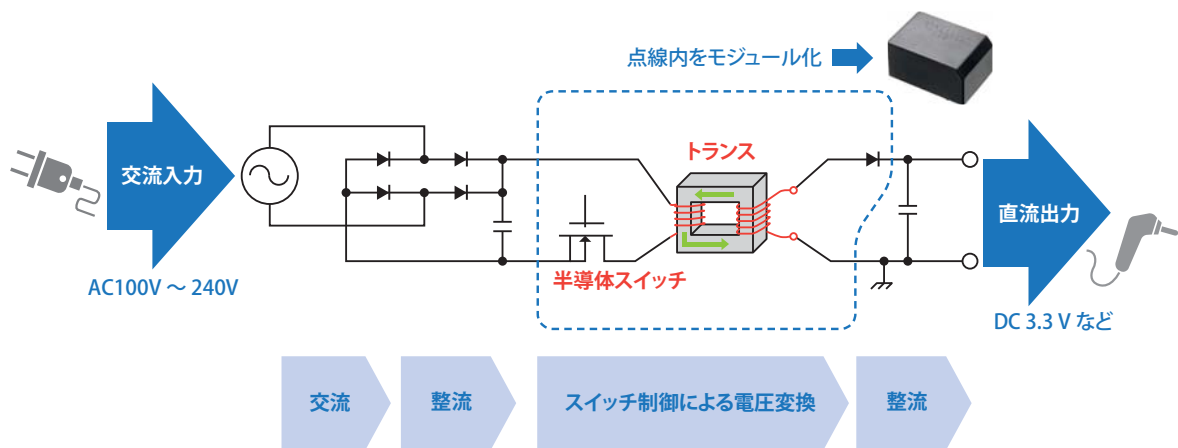 点線内をモジュール化
交流入力
トランス
直流出力
半導体スイッチ
AC100V ～ 240V
DC 3.3 V など
交流
整流
スイッチ制御による電圧変換
整流